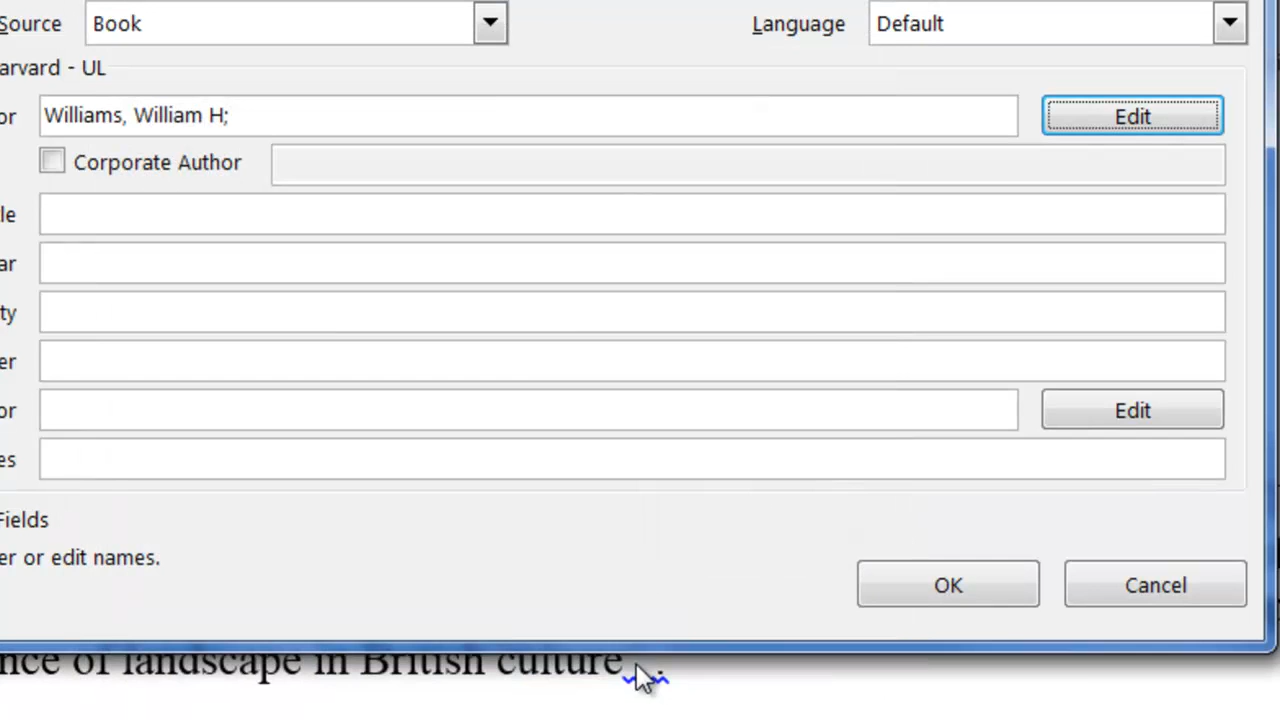 Source Book Language Default
arvard - UL
or Williams, William H; Edit
Corporate Author
le
ar
ty
er
or Edit
es
Fields
er or edit names.
OK Cancel
nce of landscape in British culture .